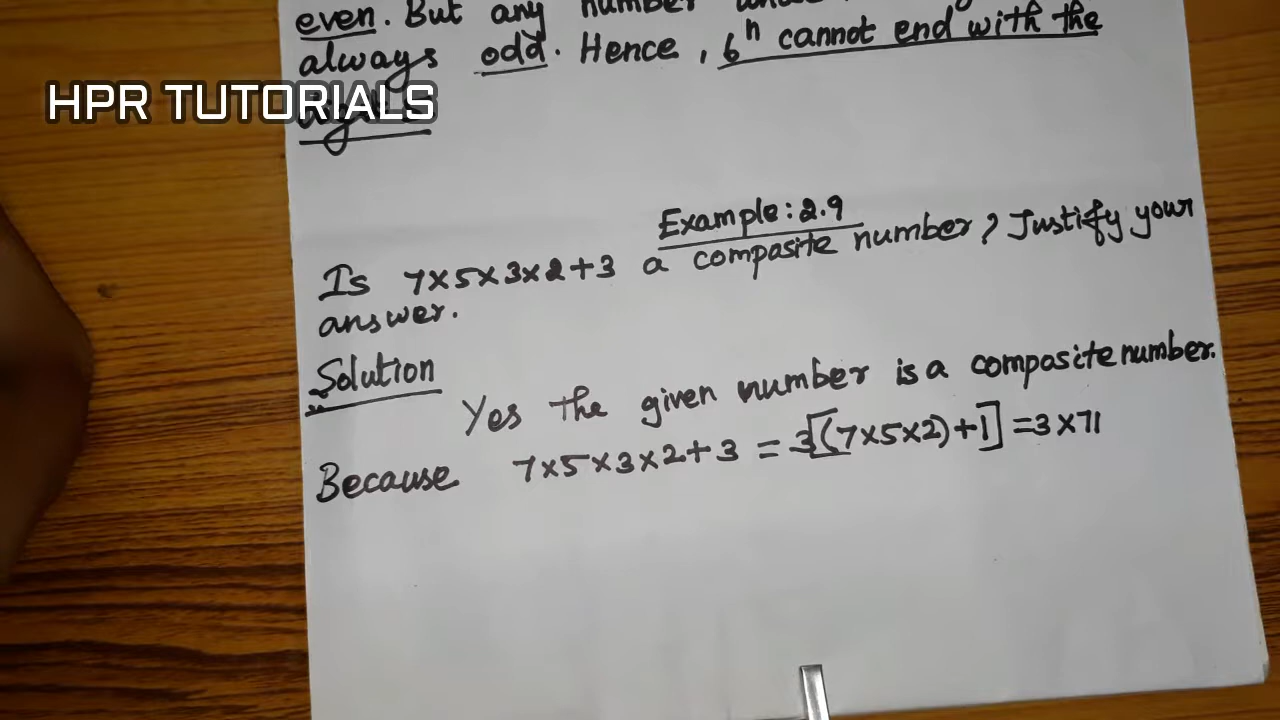 even. But any number
always odd. Hence, 6ⁿ cannot end with the
HPR TUTORIALS
Example: 2.9
Is 7×5×3×2+3 a composite number? Justify your
answer.
Solution
Yes the given number is a composite number.
Because 7×5×3×2+3 = 3[(7×5×2)+1] = 3×71